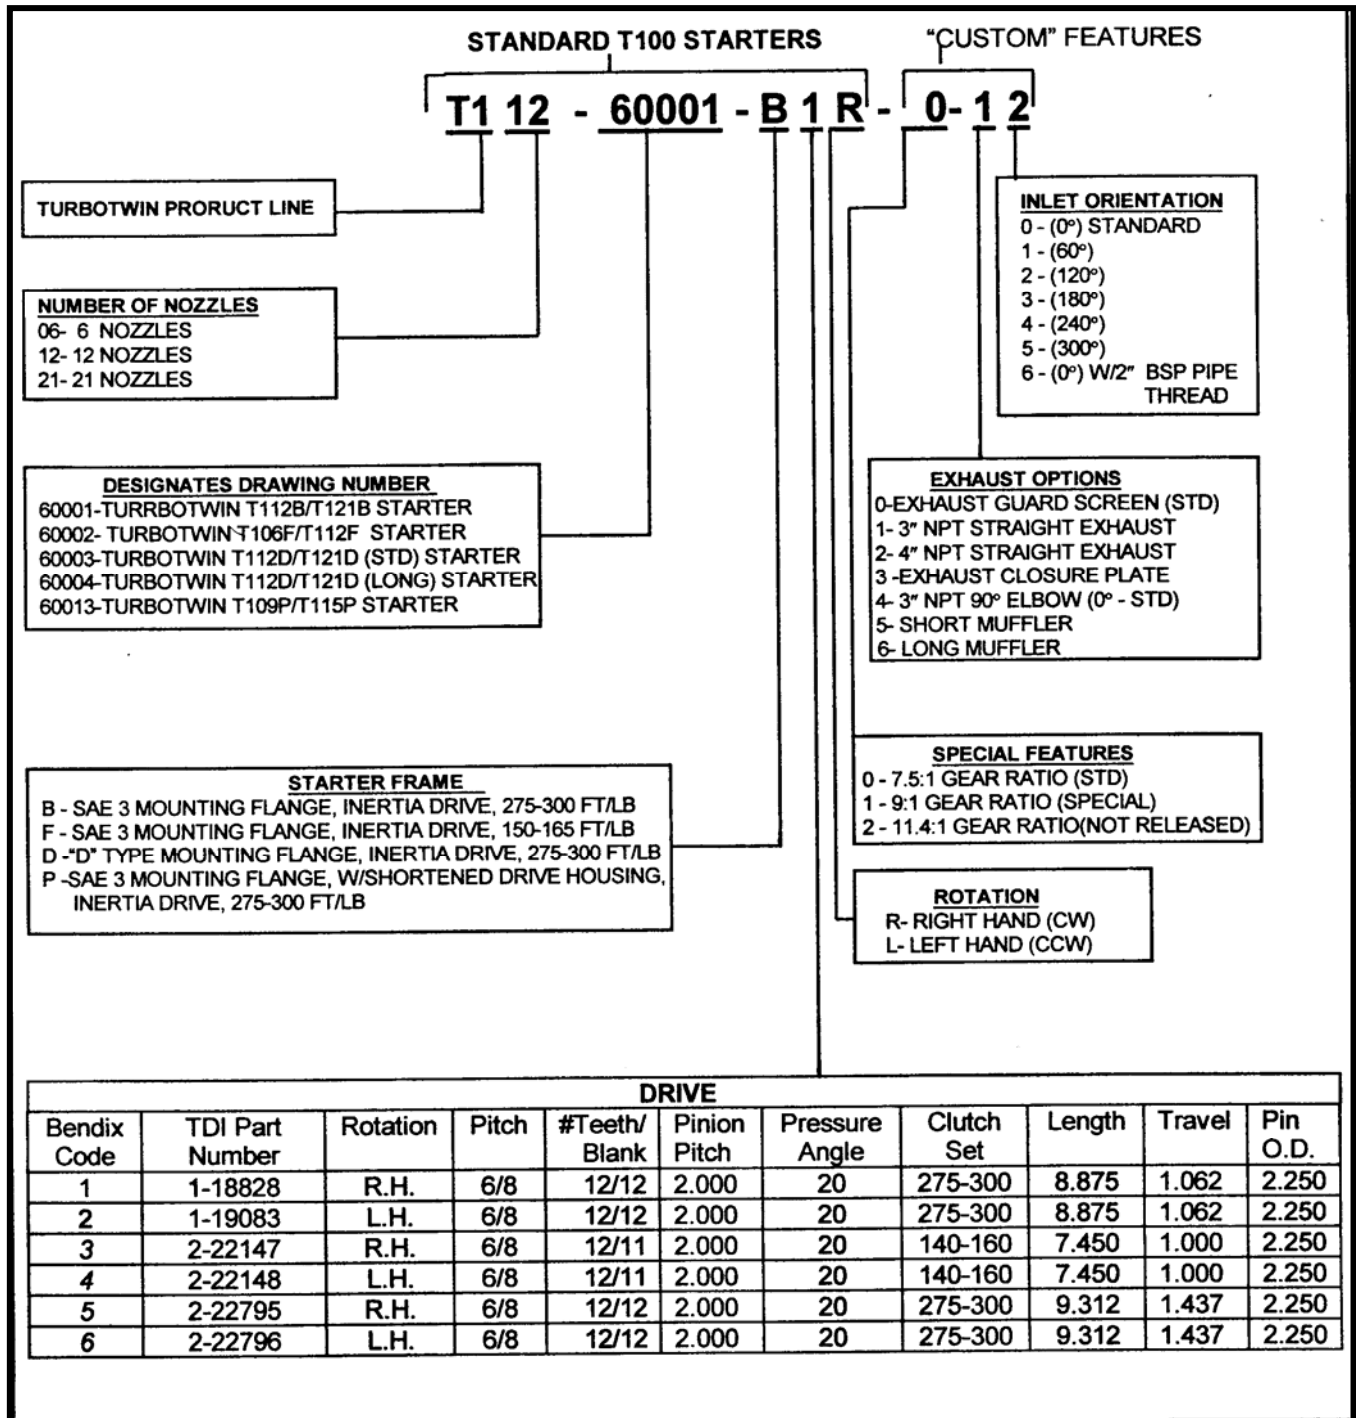 STANDARD T100 STARTERS "CUSTOM" FEATURES
T1 12 - 60001 - B 1 R - 0 - 1 2
TURBOTWIN PRORUCT LINE
NUMBER OF NOZZLES
06- 6 NOZZLES
12- 12 NOZZLES
21- 21 NOZZLES
INLET ORIENTATION
0 - (0º) STANDARD
1 - (60º)
2 - (120º)
3 - (180º)
4 - (240º)
5 - (300º)
6 - (0º) W/2" BSP PIPE
THREAD
DESIGNATES DRAWING NUMBER
60001-TURRBOTWIN T112B/T121B STARTER
60002- TURBOTWIN T106F/T112F STARTER
60003-TURBOTWIN T112D/T121D (STD) STARTER
60004-TURBOTWIN T112D/T121D (LONG) STARTER
60013-TURBOTWIN T109P/T115P STARTER
EXHAUST OPTIONS
0-EXHAUST GUARD SCREEN (STD)
1- 3" NPT STRAIGHT EXHAUST
2- 4" NPT STRAIGHT EXHAUST
3 -EXHAUST CLOSURE PLATE
4- 3" NPT 90º ELBOW (0º - STD)
5- SHORT MUFFLER
6- LONG MUFFLER
STARTER FRAME
B - SAE 3 MOUNTING FLANGE, INERTIA DRIVE, 275-300 FT/LB
F - SAE 3 MOUNTING FLANGE, INERTIA DRIVE, 150-165 FT/LB
D -"D" TYPE MOUNTING FLANGE, INERTIA DRIVE, 275-300 FT/LB
P -SAE 3 MOUNTING FLANGE, W/SHORTENED DRIVE HOUSING,
INERTIA DRIVE, 275-300 FT/LB
SPECIAL FEATURES
0 - 7.5:1 GEAR RATIO (STD)
1 - 9:1 GEAR RATIO (SPECIAL)
2 - 11.4:1 GEAR RATIO(NOT RELEASED)
ROTATION
R- RIGHT HAND (CW)
L- LEFT HAND (CCW)
DRIVE
Bendix Code TDI Part Number Rotation Pitch #Teeth/ Blank Pinion Pitch Pressure Angle Clutch Set Length Travel Pin O.D.
1 1-18828 R.H. 6/8 12/12 2.000 20 275-300 8.875 1.062 2.250
2 1-19083 L.H. 6/8 12/12 2.000 20 275-300 8.875 1.062 2.250
3 2-22147 R.H. 6/8 12/11 2.000 20 140-160 7.450 1.000 2.250
4 2-22148 L.H. 6/8 12/11 2.000 20 140-160 7.450 1.000 2.250
5 2-22795 R.H. 6/8 12/12 2.000 20 275-300 9.312 1.437 2.250
6 2-22796 L.H. 6/8 12/12 2.000 20 275-300 9.312 1.437 2.250